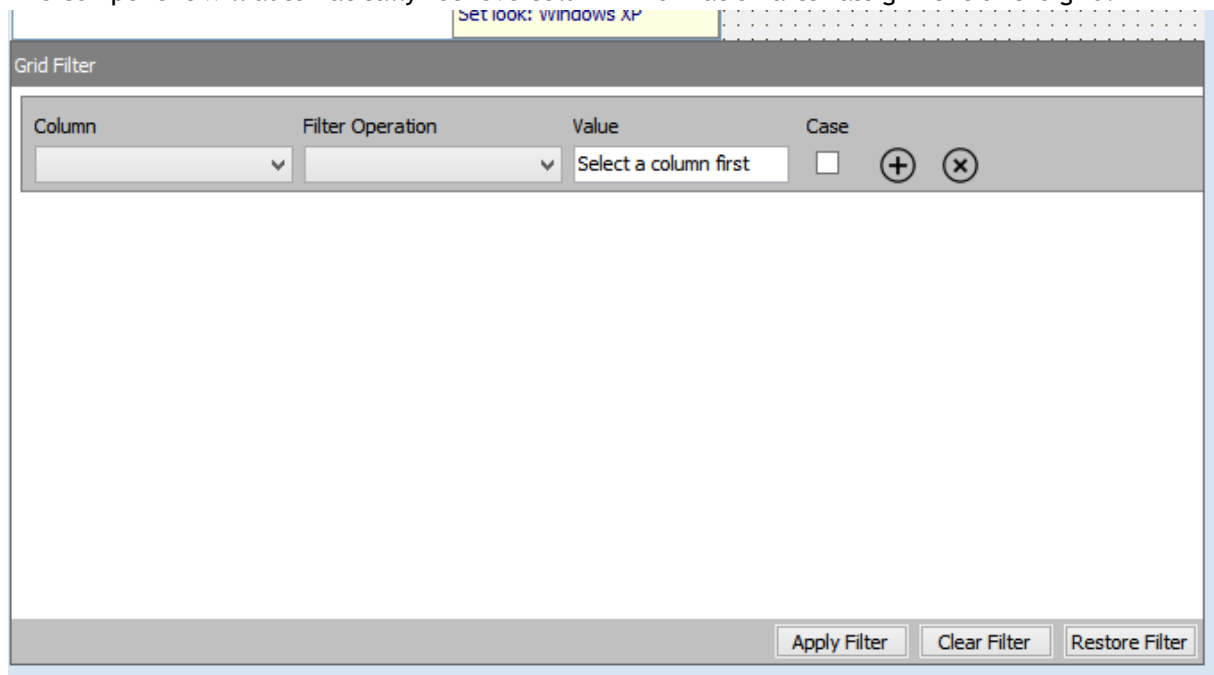 Set look: Windows XP
Grid Filter
Column Filter Operation Value Case
Select a column first
Apply Filter Clear Filter Restore Filter